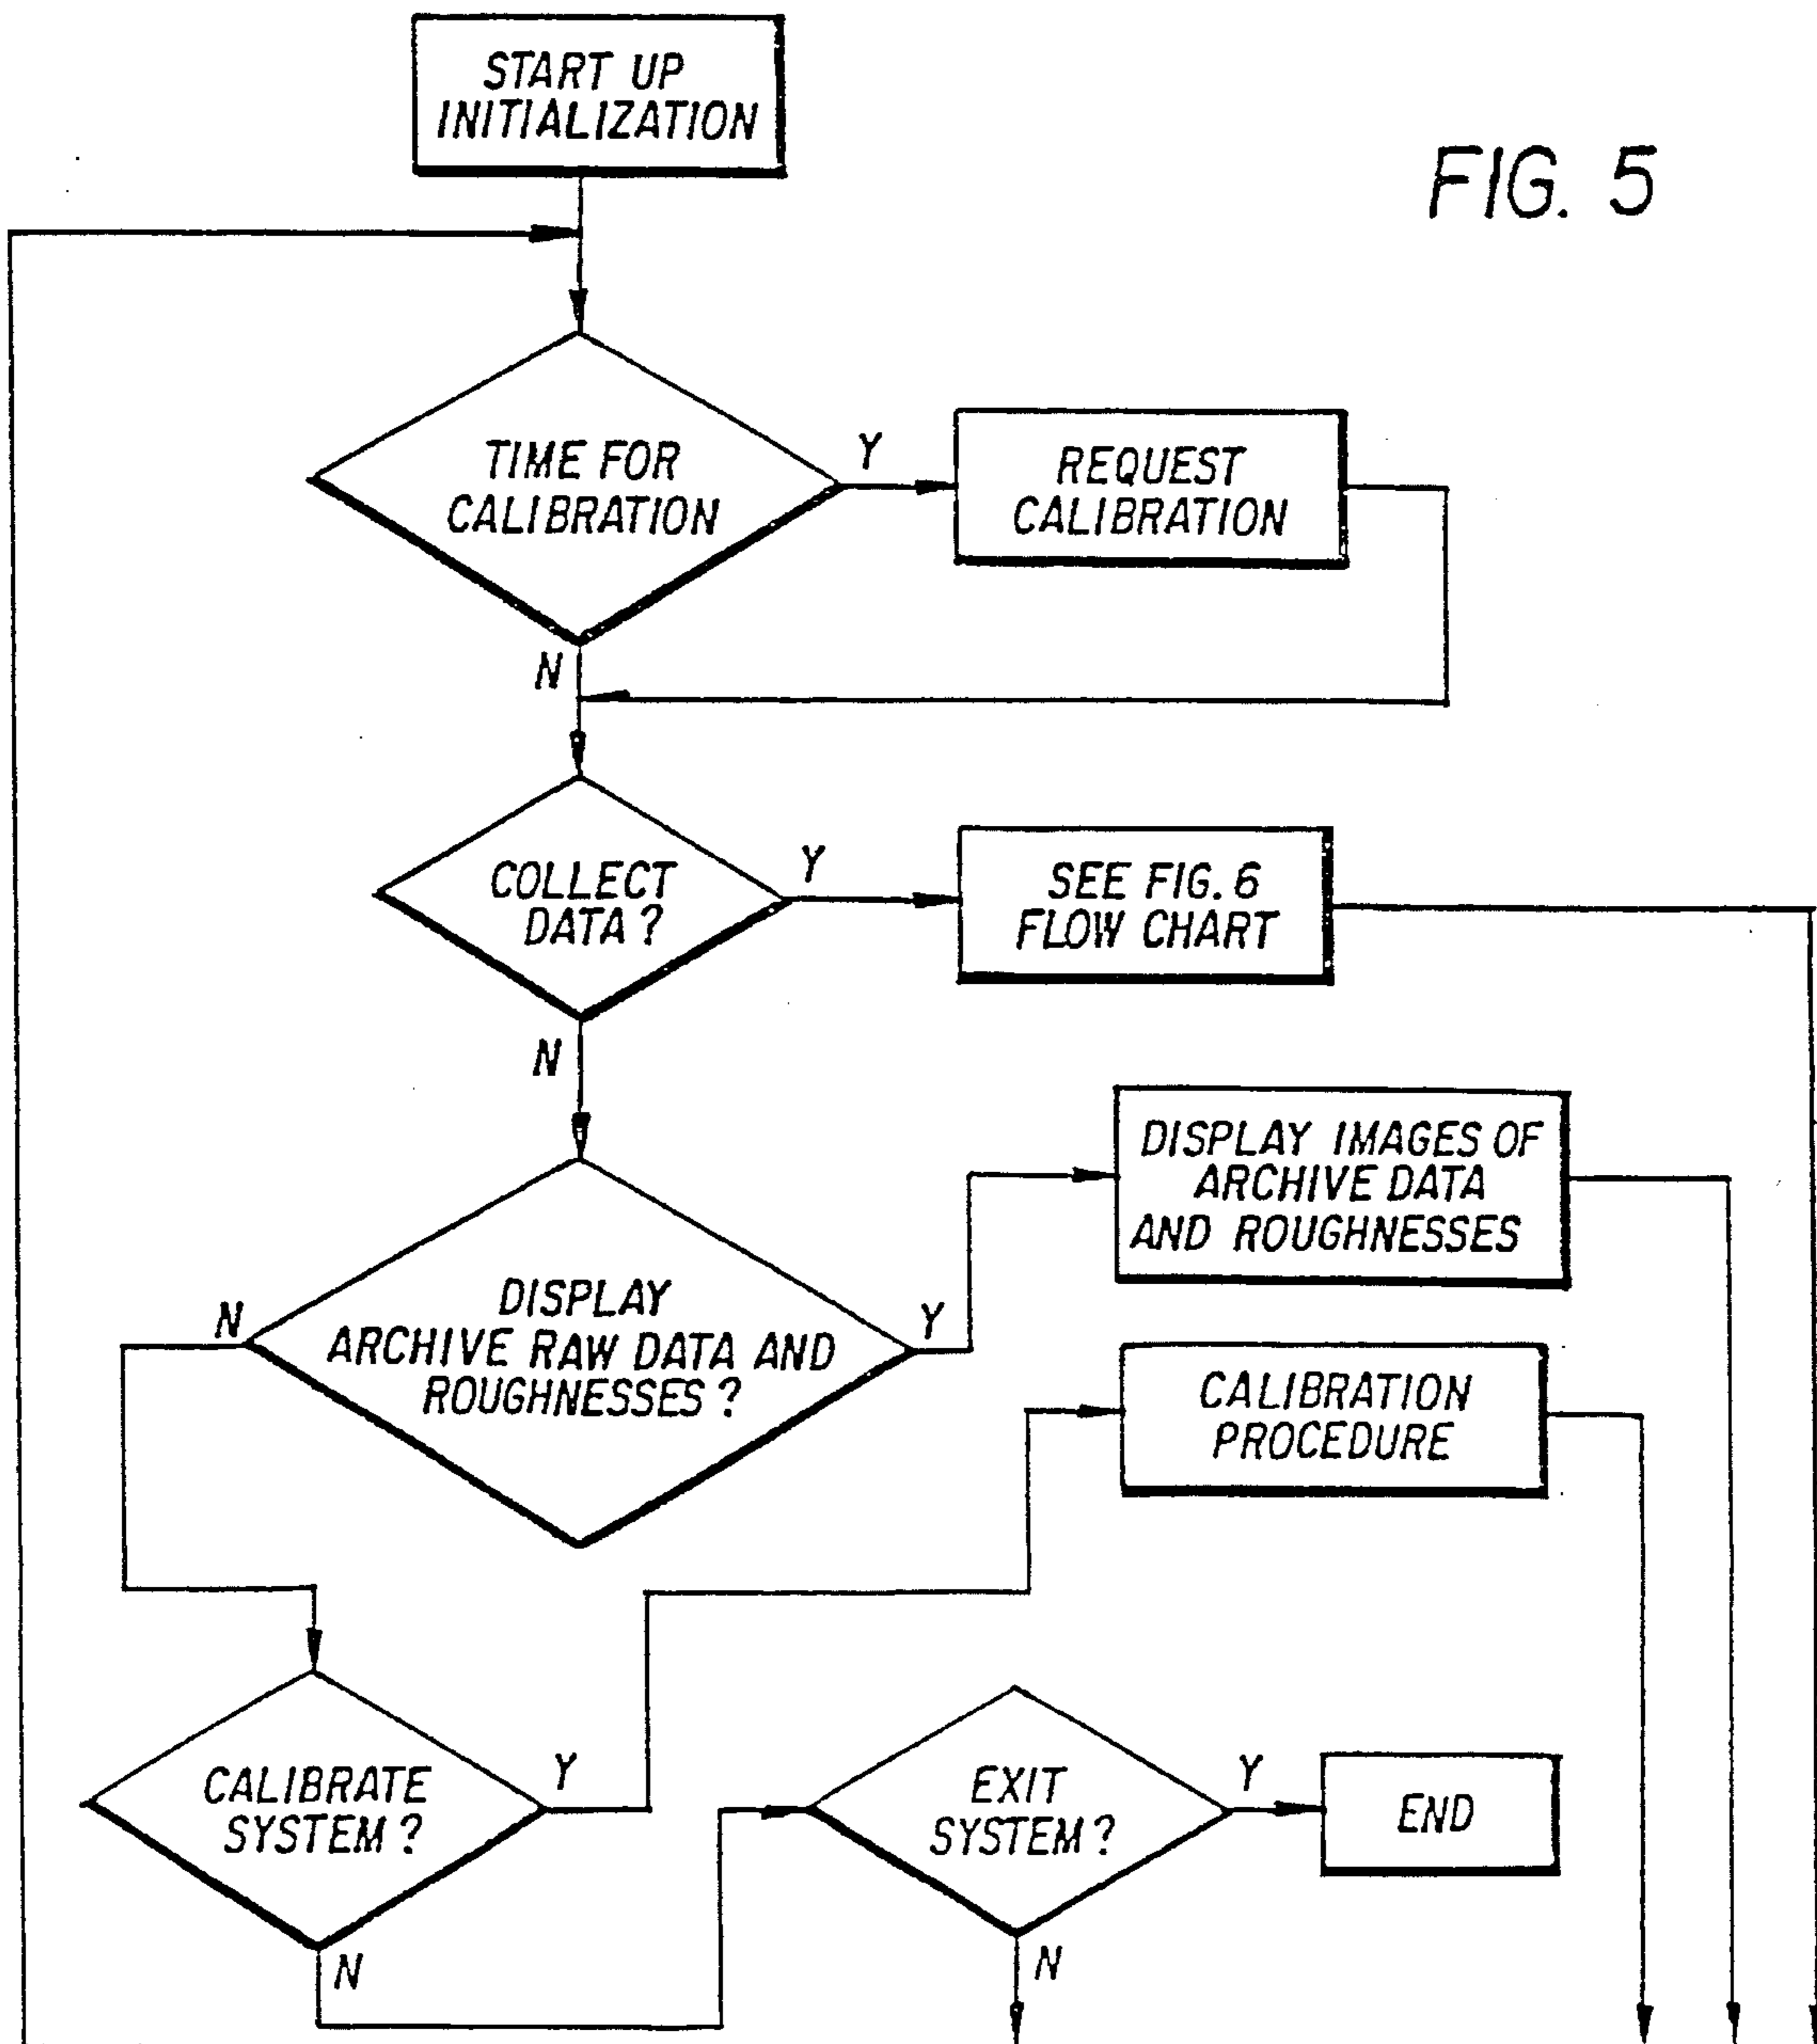 START UP
INITIALIZATION
FIG. 5
TIME FOR
CALIBRATION
Y
REQUEST
CALIBRATION
N
COLLECT
DATA ?
Y
SEE FIG. 6
FLOW CHART
N
DISPLAY
ARCHIVE RAW DATA AND
ROUGHNESSES ?
N
Y
DISPLAY IMAGES OF
ARCHIVE DATA
AND ROUGHNESSES
CALIBRATION
PROCEDURE
CALIBRATE
SYSTEM ?
Y
N
EXIT
SYSTEM ?
Y
END
N